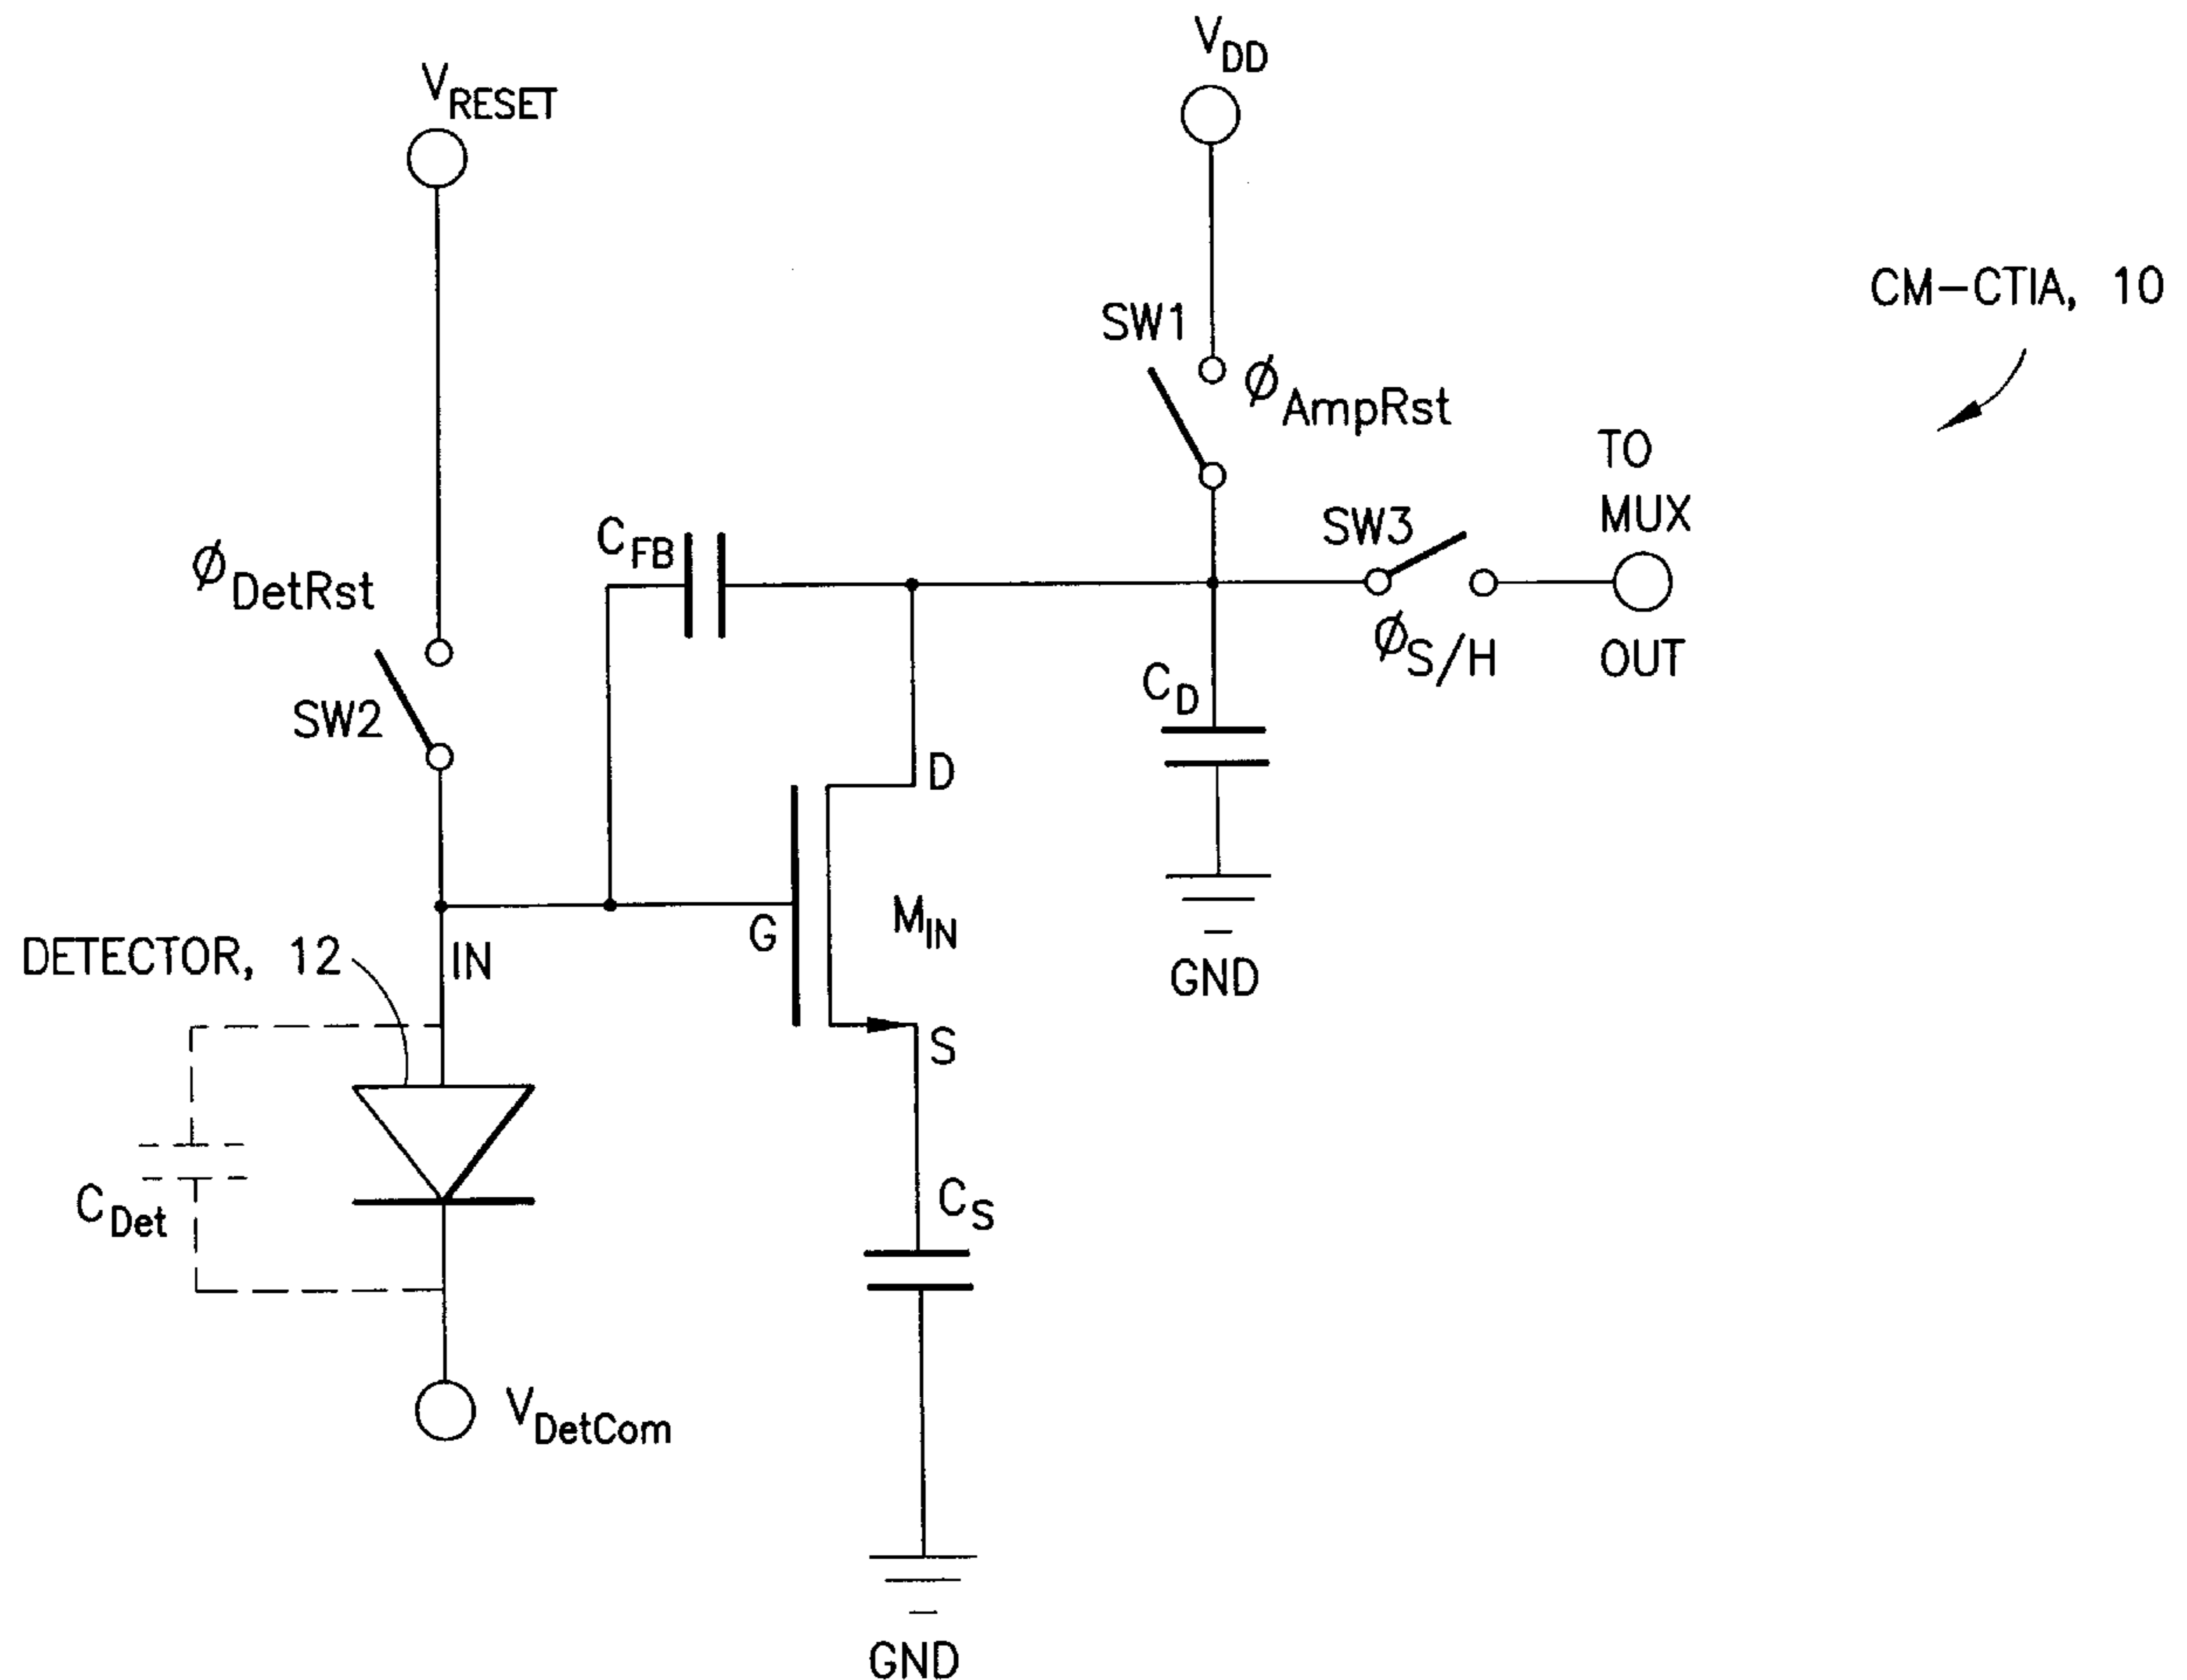 V_DD
V_RESET
CM-CTIA, 10
SW1
ϕ_AmpRst
TO
MUX
SW3
C_FB
ϕ_DetRst
ϕ_S/H
OUT
C_D
SW2
D
M_IN
G
DETECTOR, 12
IN
GND
S
C_S
C_Det
V_DetCom
GND